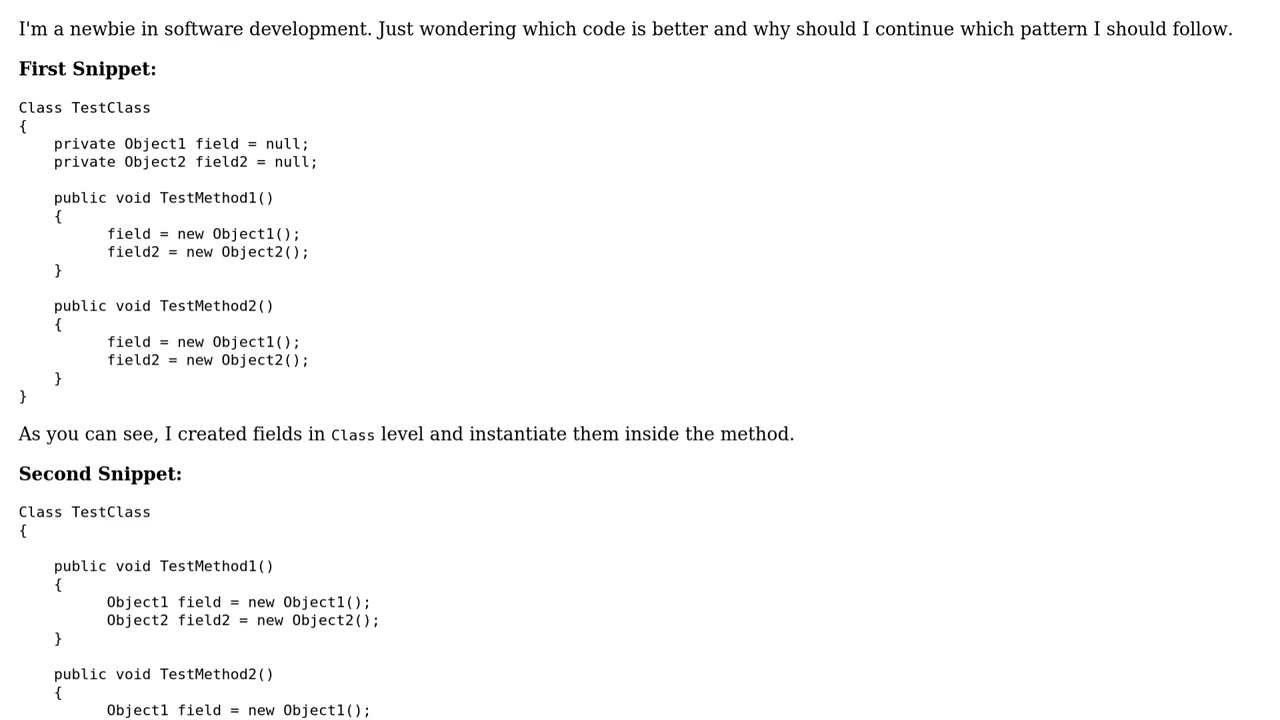 I'm a newbie in software development. Just wondering which code is better and why should I continue which pattern I should follow.
First Snippet:
Class TestClass
{
    private Object1 field = null;
    private Object2 field2 = null;

    public void TestMethod1()
    {
          field = new Object1();
          field2 = new Object2();
    }

    public void TestMethod2()
    {
          field = new Object1();
          field2 = new Object2();
    }
}
As you can see, I created fields in Class level and instantiate them inside the method.
Second Snippet:
Class TestClass
{

    public void TestMethod1()
    {
          Object1 field = new Object1();
          Object2 field2 = new Object2();
    }

    public void TestMethod2()
    {
          Object1 field = new Object1();